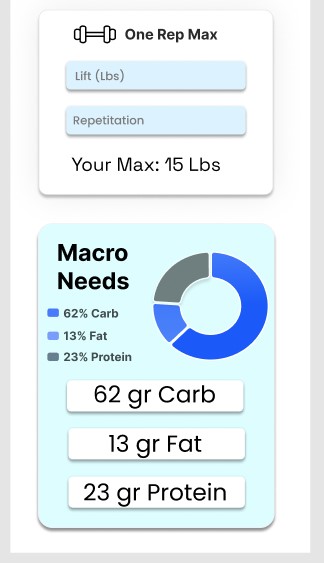 One Rep Max
Lift (Lbs)
Repetitation
Your Max: 15 Lbs
Macro
Needs
62% Carb
13% Fat
23% Protein
62 gr Carb
13 gr Fat
23 gr Protein